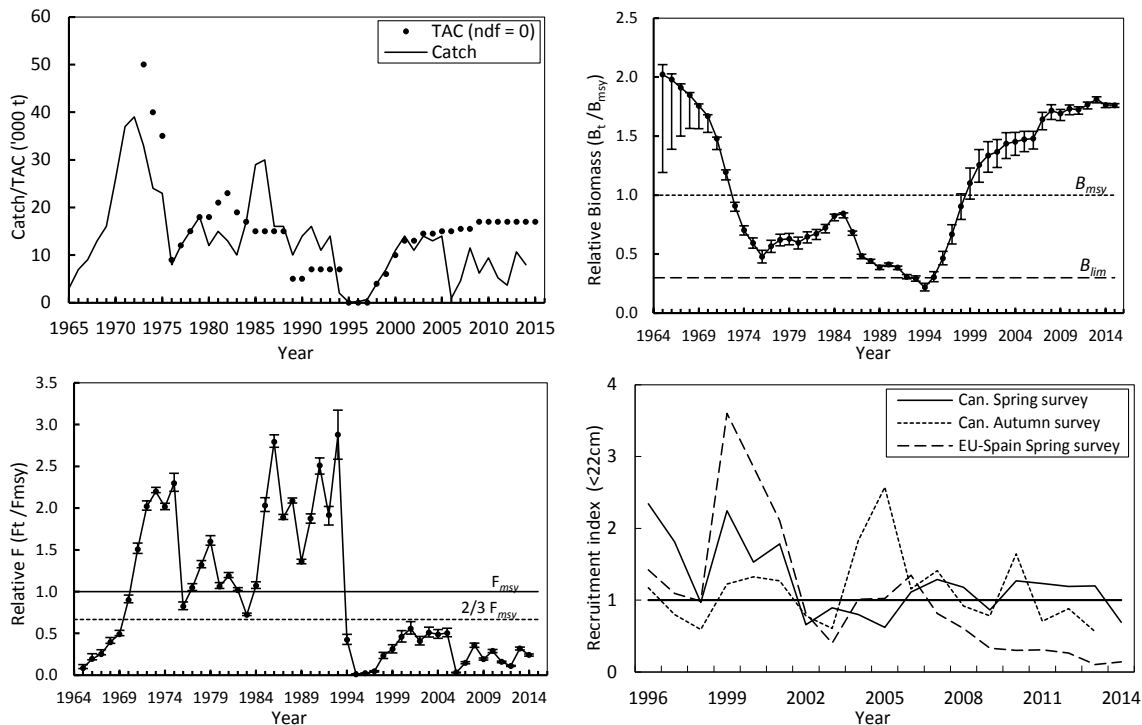 60
50
40
30
20
10
0
Catch/TAC ('000 t)
TAC (ndf = 0)
Catch
1965 1970 1975 1980 1985 1990 1995 2000 2005 2010 2015
Year
2.5
2.0
1.5
1.0
0.5
0.0
Relative Biomass (Bt /Bmsy)
Bmsy
Blim
1964 1969 1974 1979 1984 1989 1994 1999 2004 2009 2014
Year
3.5
3.0
2.5
2.0
1.5
1.0
0.5
0.0
Relative F (Ft /Fmsy)
Fmsy
2/3 Fmsy
1964 1969 1974 1979 1984 1989 1994 1999 2004 2009 2014
Year
4
3
2
1
0
Recruitment index (<22cm)
Can. Spring survey
Can. Autumn survey
EU-Spain Spring survey
1996 1999 2002 2005 2008 2011 2014
Year